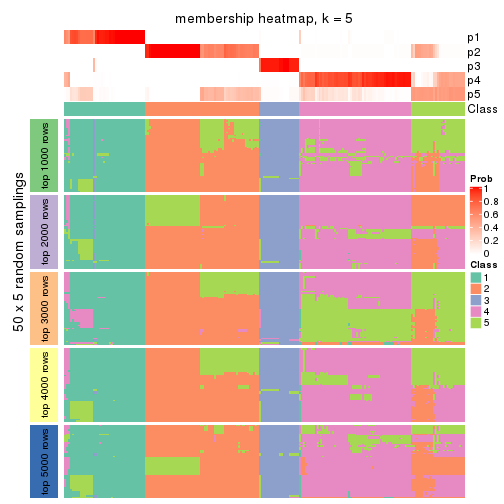 membership heatmap, k = 5
p1
p2
p3
p4
p5
Class
50 x 5 random samplings
top 1000 rows
top 2000 rows
top 3000 rows
top 4000 rows
top 5000 rows
Prob
1
0.8
0.6
0.4
0.2
0
Class
1
2
3
4
5